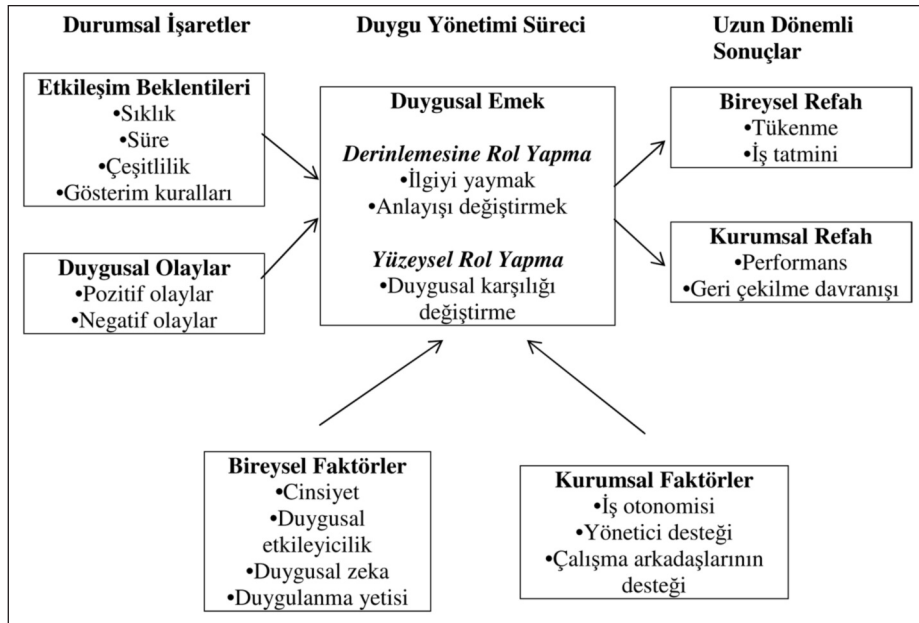 Durumsal İşaretler
Duygu Yönetimi Süreci
Uzun Dönemli
Sonuçlar
Etkileşim Beklentileri
•Sıklık
•Süre
•Çeşitlilik
•Gösterim kuralları
Duygusal Olaylar
•Pozitif olaylar
•Negatif olaylar
Duygusal Emek
Derinlemesine Rol Yapma
•İlgiyi yaymak
•Anlayışı değiştirmek
Yüzeysel Rol Yapma
•Duygusal karşılığı
değiştirme
Bireysel Refah
•Tükenme
•İş tatmini
Kurumsal Refah
•Performans
•Geri çekilme davranışı
Bireysel Faktörler
•Cinsiyet
•Duygusal
etkileyicilik
•Duygusal zeka
•Duygulanma yetisi
Kurumsal Faktörler
•İş otonomisi
•Yönetici desteği
•Çalışma arkadaşlarının
desteği